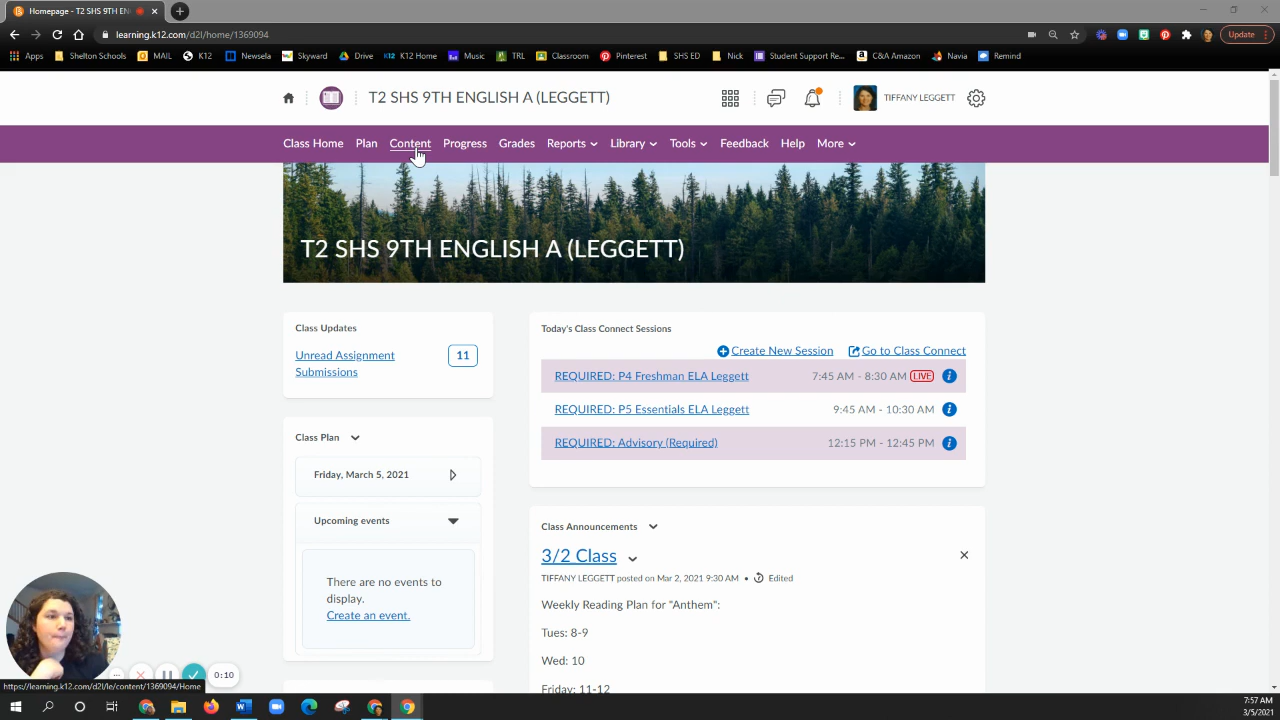 Homepage - T2 SHS 9TH EN
learning.k12.com/d2l/home/1369094
Update
Apps
Shelton Schools
MAIL
K12
Newsela
Skyward
Drive
K12 Home
Music
TRL
Classroom
Pinterest
SHS ED
Nick
Student Support Re...
C&A Amazon
Navia
Remind
T2 SHS 9TH ENGLISH A (LEGGETT)
TIFFANY LEGGETT
Class Home
Plan
Content
Progress
Grades
Reports
Library
Tools
Feedback
Help
More
T2 SHS 9TH ENGLISH A (LEGGETT)
Class Updates
Unread Assignment
Submissions
11
Class Plan
Friday, March 5, 2021
Upcoming events
There are no events to
display.
Create an event.
Today's Class Connect Sessions
Create New Session
Go to Class Connect
REQUIRED: P4 Freshman ELA Leggett 7:45 AM - 8:30 AM LIVE
REQUIRED: P5 Essentials ELA Leggett 9:45 AM - 10:30 AM
REQUIRED: Advisory (Required) 12:15 PM - 12:45 PM
Class Announcements
3/2 Class
TIFFANY LEGGETT posted on Mar 2, 2021 9:30 AM • Edited
Weekly Reading Plan for "Anthem":
Tues: 8-9
Wed: 10
Friday: 11-12
0:10
https://learning.k12.com/d2l/le/content/1369094/Home
7:57 AM
3/5/2021